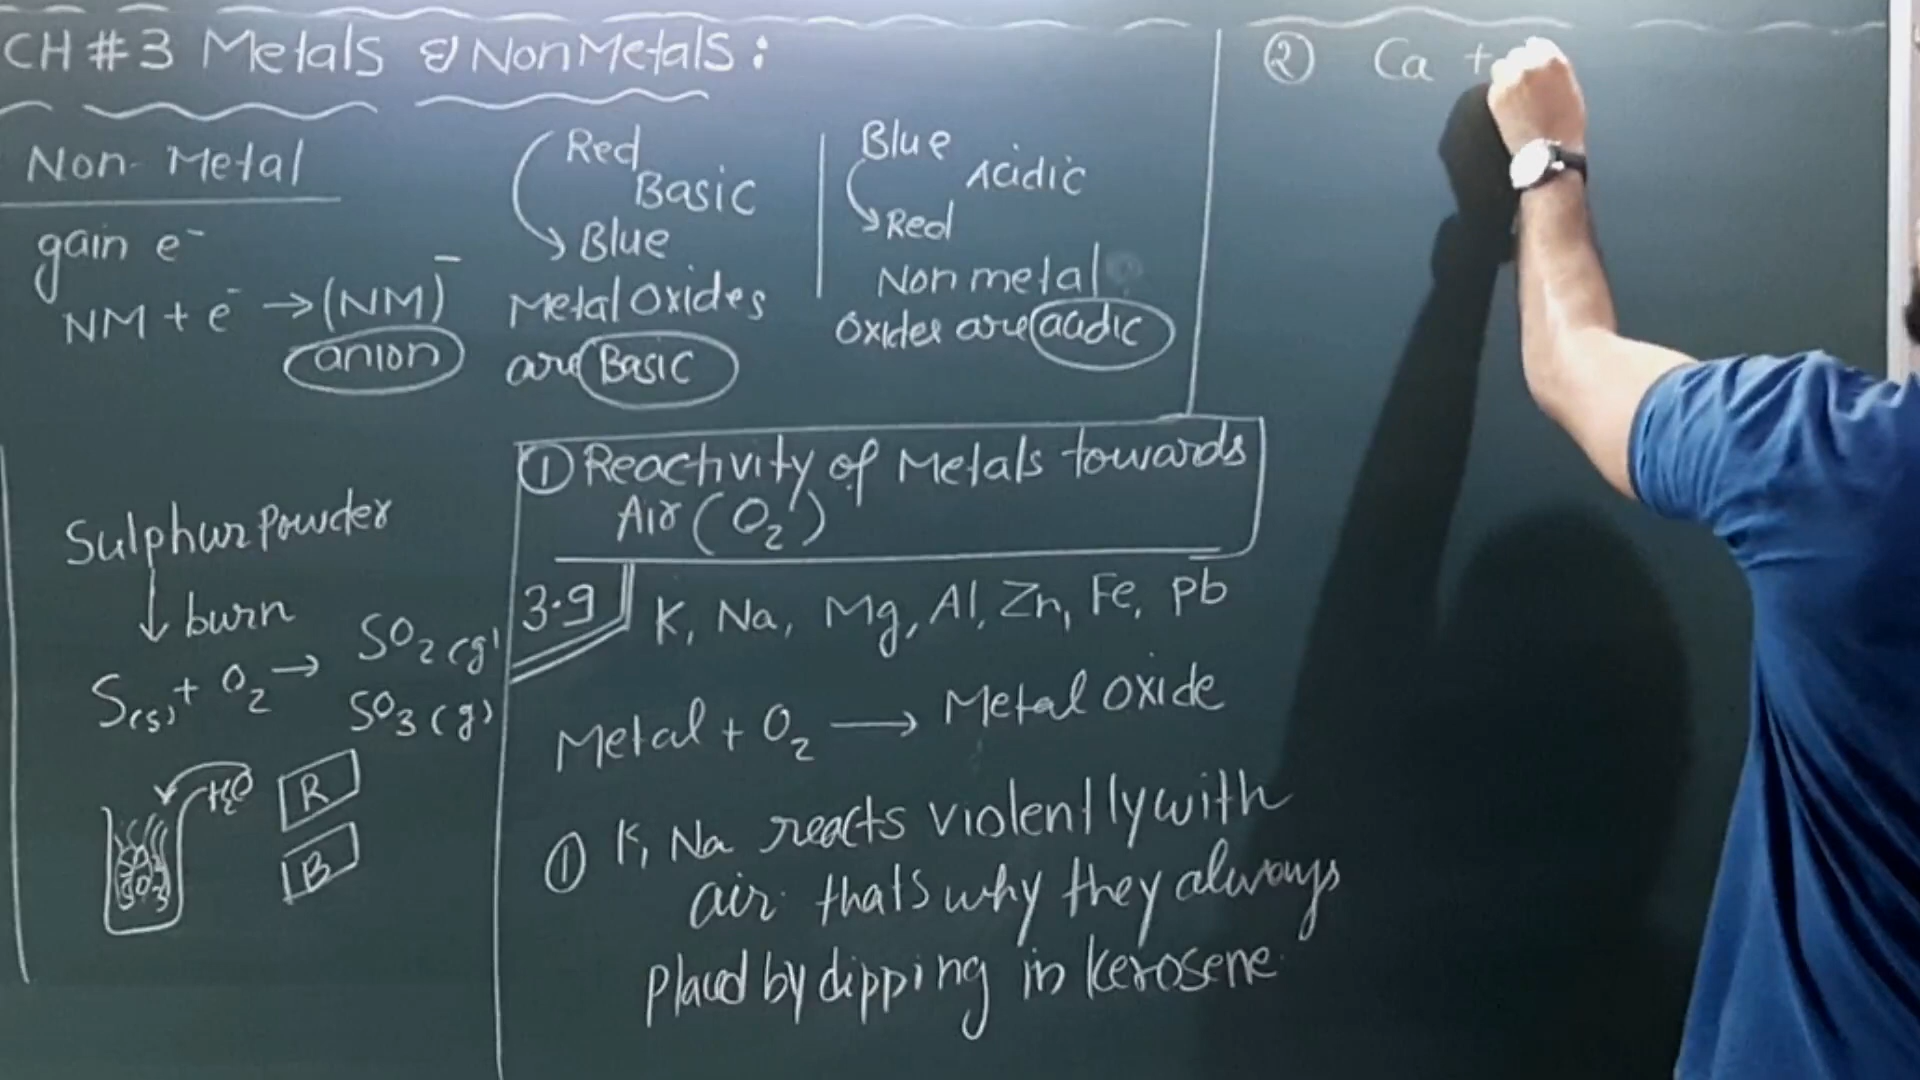 CH # 3 Metals & NonMetals:
Non-Metal
gain e⁻
NM + e⁻ → (NM)⁻
anion
Red
Basic
Blue
Metal Oxides
are Basic
Blue
Acidic
Red
Non metal
Oxides are acidic
Sulphur Powder
↓ burn
S(s) + O₂ → SO₂(g)
SO₃(g)
H₂O
R
B
SO₃
① Reactivity of Metals towards
Air (O₂)
3.9
K, Na, Mg, Al, Zn, Fe, Pb
Metal + O₂ → Metal Oxide
① K, Na reacts violently with
air. thats why they always
placed by dipping in kerosene.
② Ca +